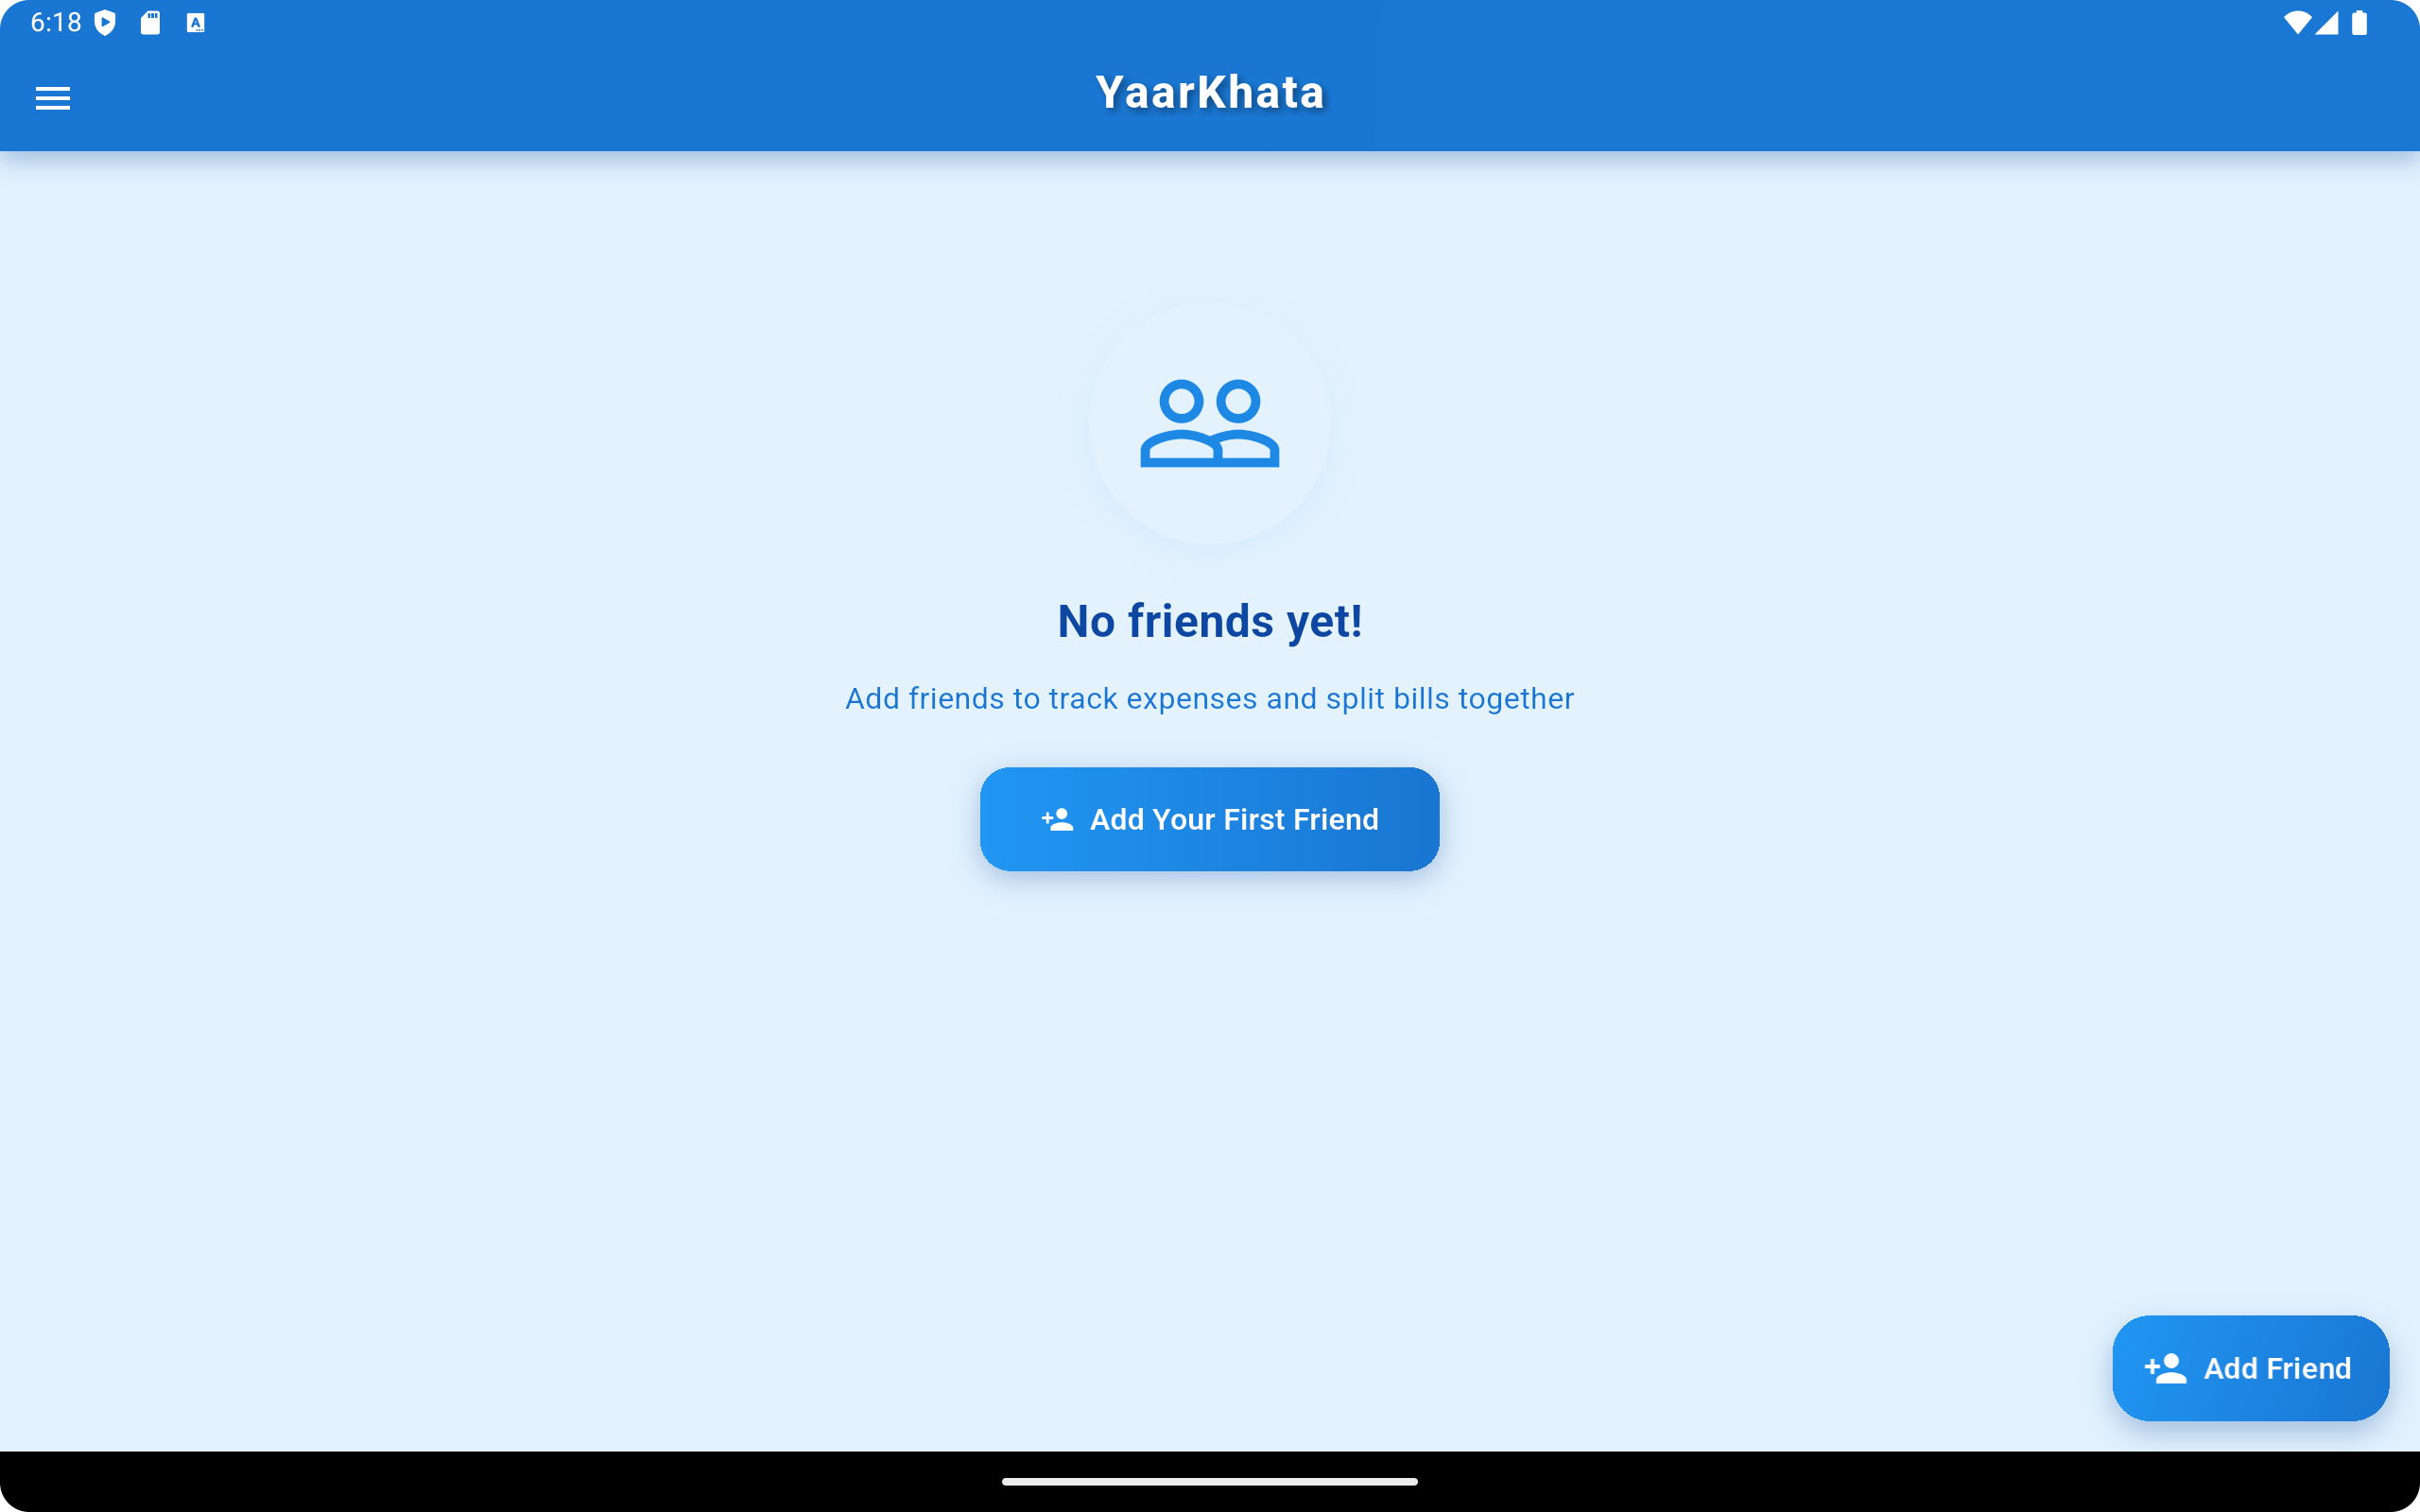 6:18
YaarKhata
No friends yet!
Add friends to track expenses and split bills together
Add Your First Friend
Add Friend